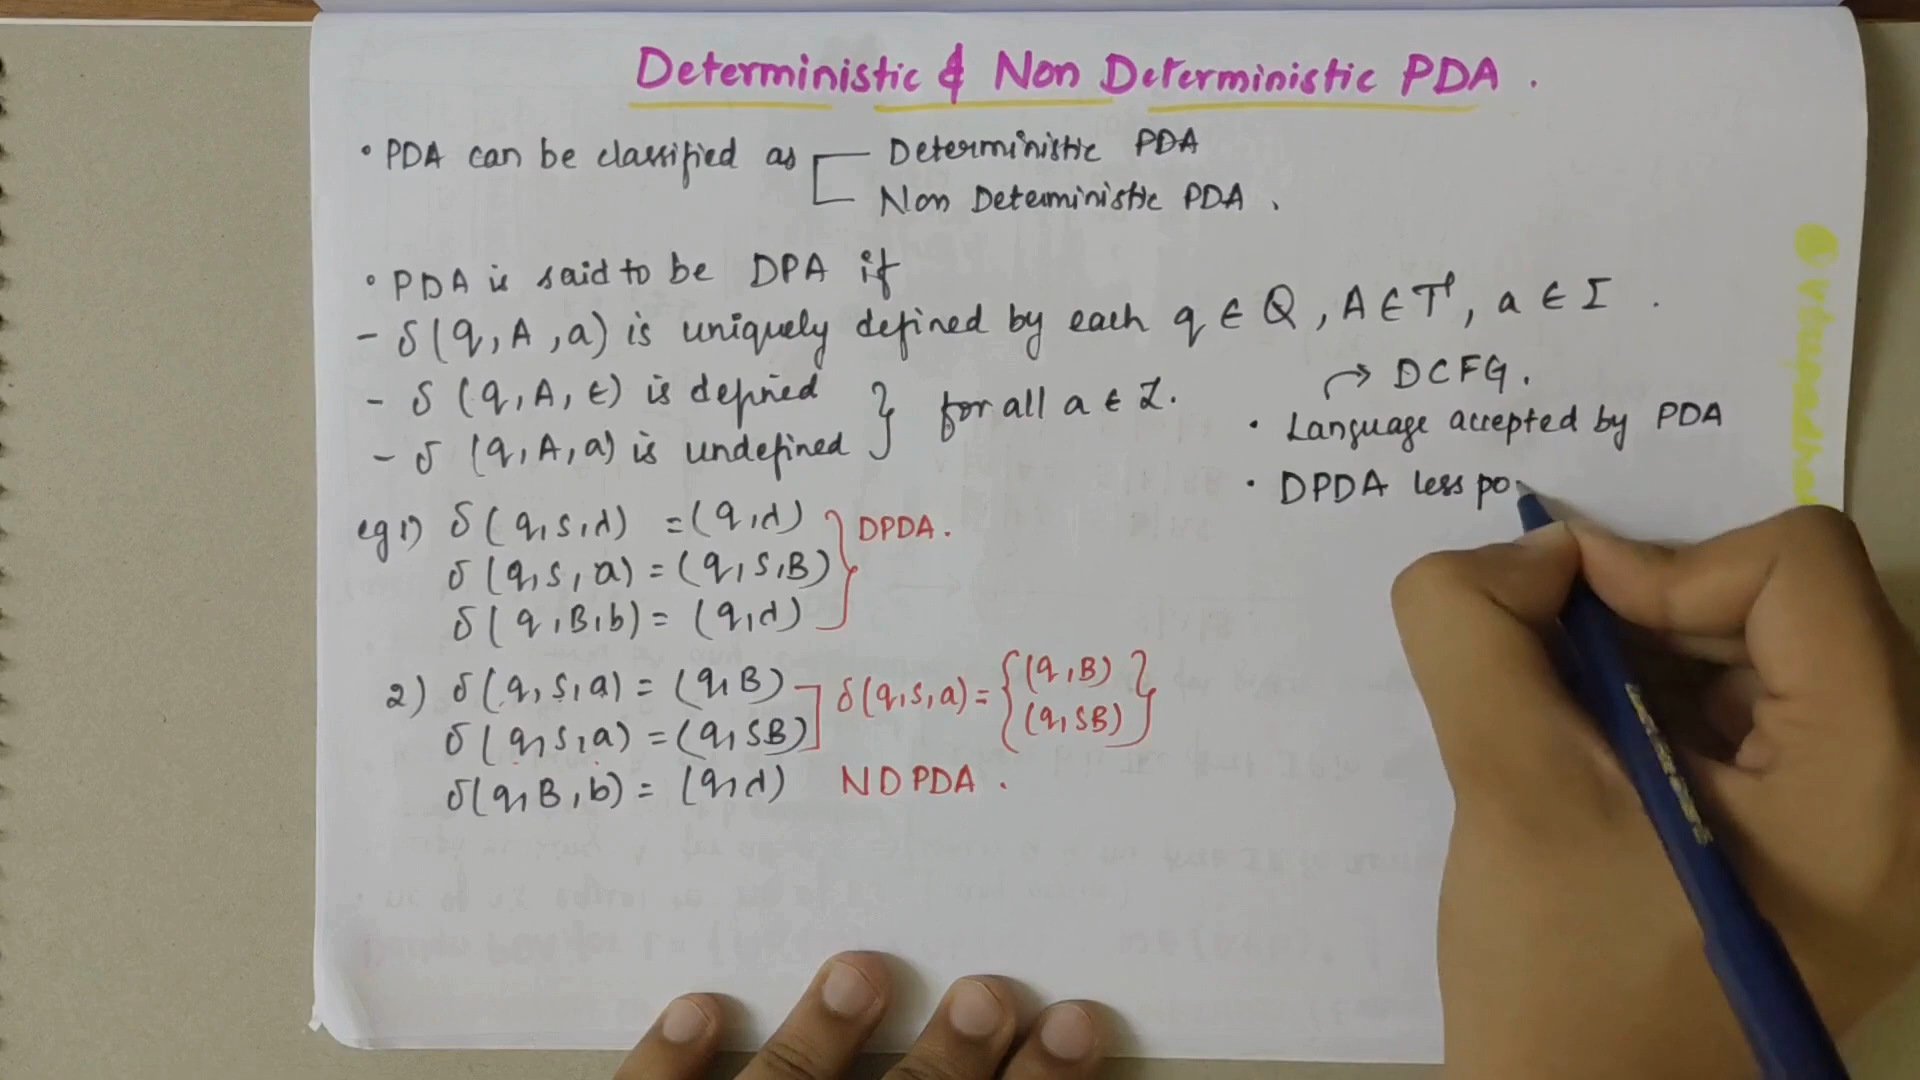 Deterministic & Non Deterministic PDA .
• PDA can be classified as Deterministic PDA
Non Deterministic PDA .
• PDA is said to be DPA if
- δ(q, A, a) is uniquely defined by each q ∈ Q, A ∈ Γ, a ∈ I .
- δ (q, A, ε) is defined } for all a ∈ Σ.
- δ (q, A, a) is undefined
eg 1) δ(q,s,λ) = (q,λ) } DPDA.
δ(q,s,a) = (q,s,B)
δ(q,B,b) = (q,λ)
2) δ(q,s,a) = (q,B) ] δ(q,s,a) = { (q,B)
δ(q,s,a) = (q,SB) (q,SB) }
δ(q,B,b) = (q,λ) NDPDA .
→ DCFG.
• Language accepted by PDA
• DPDA less po